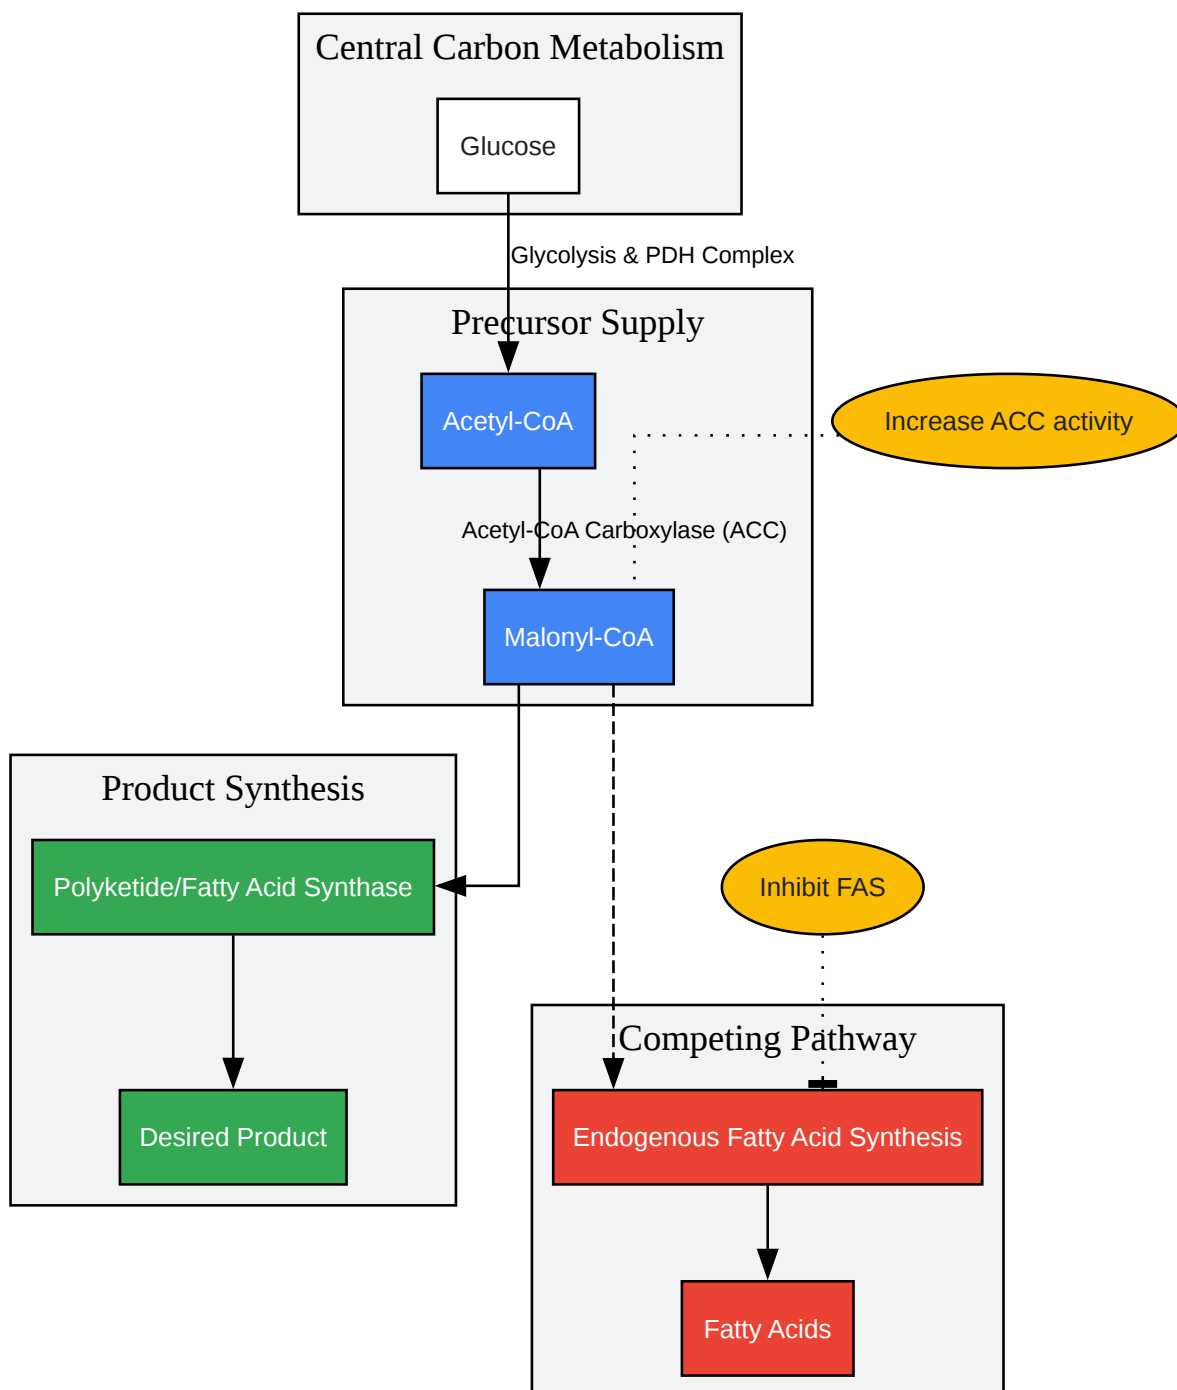 Central Carbon Metabolism
Glucose
Glycolysis & PDH Complex
Precursor Supply
Acetyl-CoA
Increase ACC activity
Acetyl-CoA Carboxylase (ACC)
Malonyl-CoA
Product Synthesis
Polyketide/Fatty Acid Synthase
Inhibit FAS
Competing Pathway
Desired Product
Endogenous Fatty Acid Synthesis
Fatty Acids